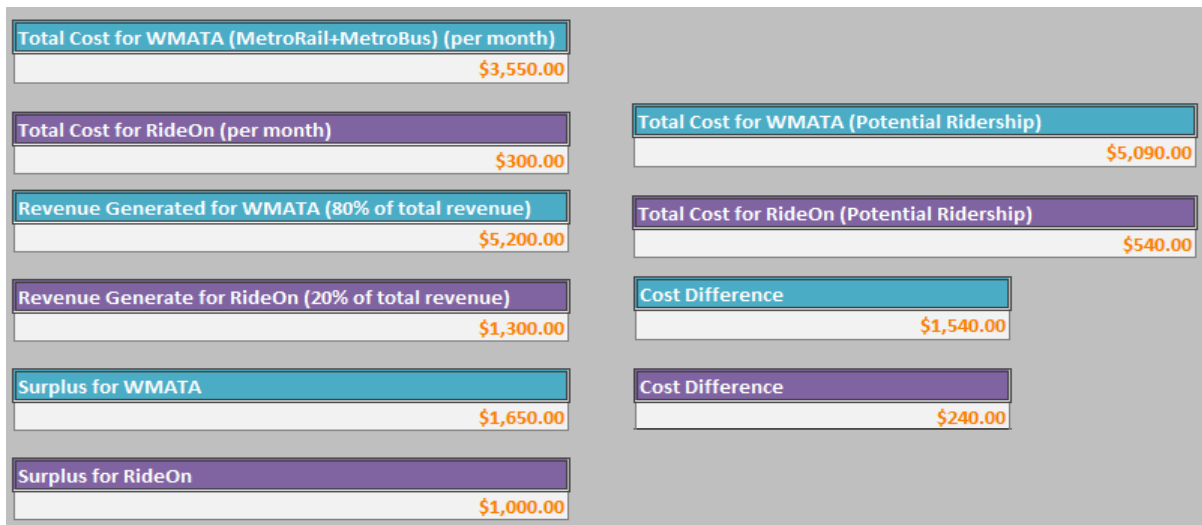 Total Cost for WMATA (MetroRail+MetroBus) (per month)
$3,550.00
Total Cost for RideOn (per month)
$300.00
Revenue Generated for WMATA (80% of total revenue)
$5,200.00
Revenue Generate for RideOn (20% of total revenue)
$1,300.00
Surplus for WMATA
$1,650.00
Surplus for RideOn
$1,000.00
Total Cost for WMATA (Potential Ridership)
$5,090.00
Total Cost for RideOn (Potential Ridership)
$540.00
Cost Difference
$1,540.00
Cost Difference
$240.00